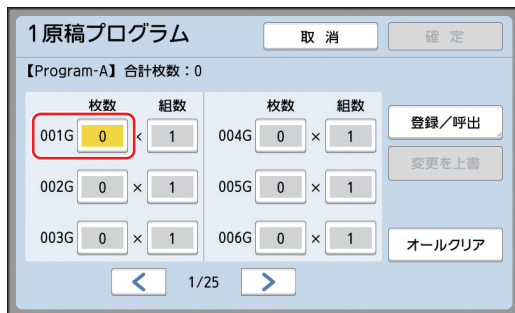 1原稿プログラム
取 消
確 定
【Program-A】合計枚数：0
枚数 組数 枚数 組数
001G 0 × 1 004G 0 × 1
002G 0 × 1 005G 0 × 1
003G 0 × 1 006G 0 × 1
登録／呼出
変更を上書
オールクリア
< 1/25 >